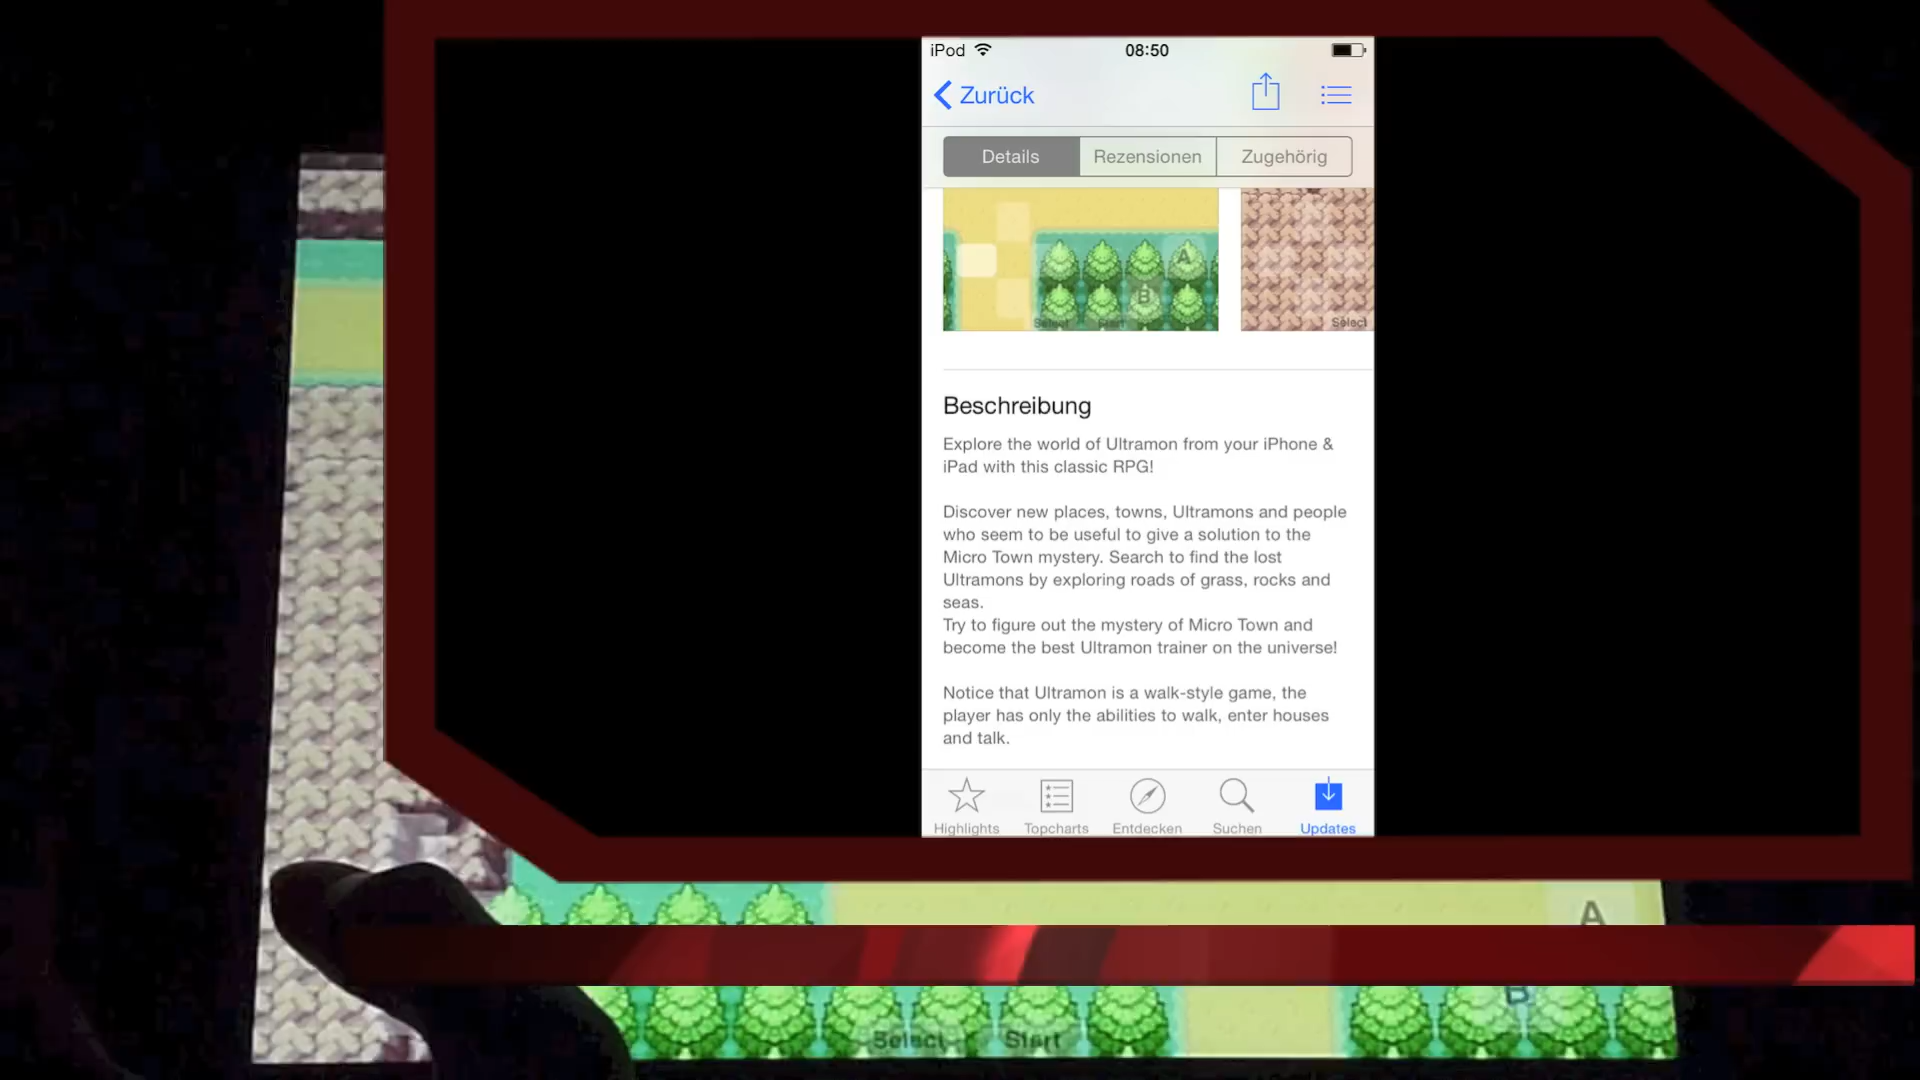 iPod 08:50
Zurück
Details Rezensionen Zugehörig
A
B
Select Start
Select
Beschreibung
Explore the world of Ultramon from your iPhone &
iPad with this classic RPG!
Discover new places, towns, Ultramons and people
who seem to be useful to give a solution to the
Micro Town mystery. Search to find the lost
Ultramons by exploring roads of grass, rocks and
seas.
Try to figure out the mystery of Micro Town and
become the best Ultramon trainer on the universe!
Notice that Ultramon is a walk-style game, the
player has only the abilities to walk, enter houses
and talk.
Highlights Topcharts Entdecken Suchen Updates
A
B
Select Start